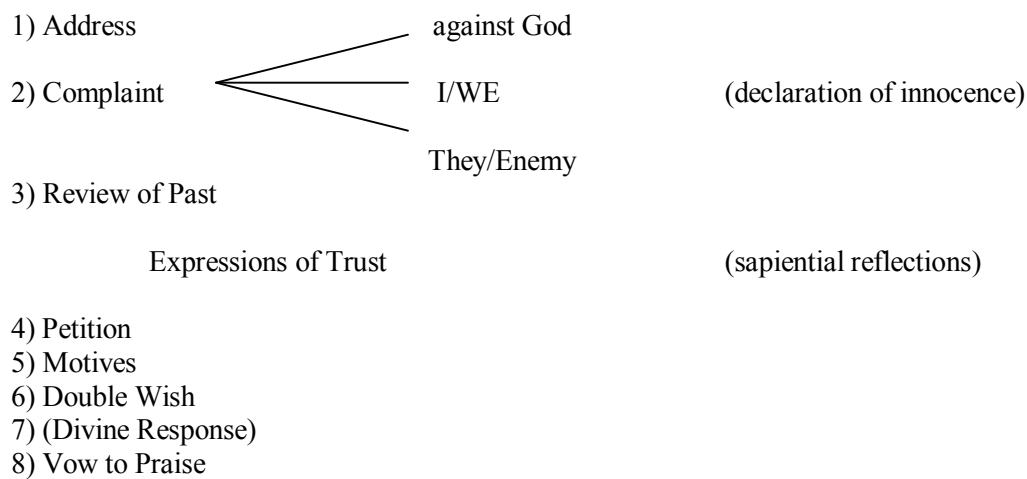 1) Address against God
2) Complaint I/WE (declaration of innocence)
They/Enemy
3) Review of Past
Expressions of Trust (sapiential reflections)
4) Petition
5) Motives
6) Double Wish
7) (Divine Response)
8) Vow to Praise